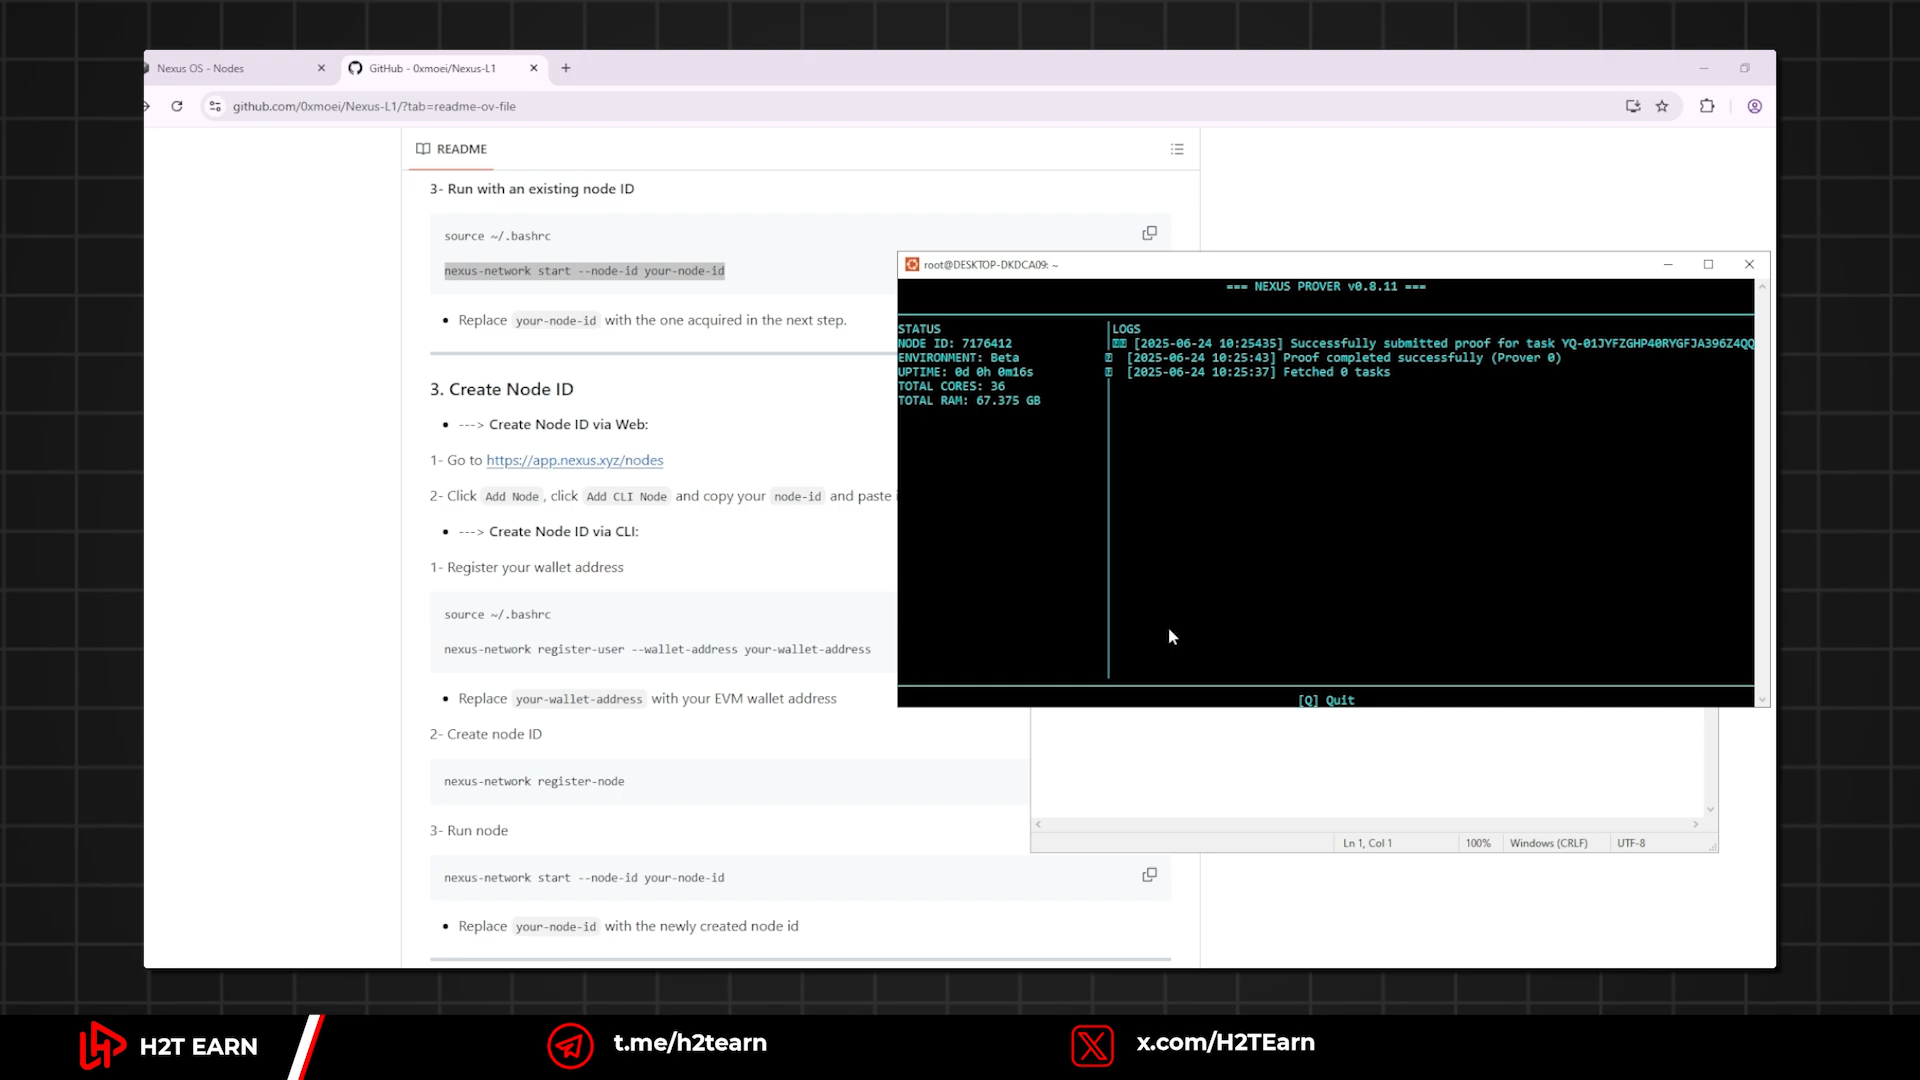 Nexus OS - Nodes
GitHub - 0xmoei/Nexus-L1
github.com/0xmoei/Nexus-L1/?tab=readme-ov-file
README
3- Run with an existing node ID
source ~/.bashrc
nexus-network start --node-id your-node-id
Replace your-node-id with the one acquired in the next step.
3. Create Node ID
---> Create Node ID via Web:
1- Go to https://app.nexus.xyz/nodes
2- Click Add Node, click Add CLI Node and copy your node-id and paste
---> Create Node ID via CLI:
1- Register your wallet address
source ~/.bashrc
nexus-network register-user --wallet-address your-wallet-address
Replace your-wallet-address with your EVM wallet address
2- Create node ID
nexus-network register-node
3- Run node
nexus-network start --node-id your-node-id
Replace your-node-id with the newly created node id
root@DESKTOP-DKDCA09: ~
=== NEXUS PROVER v0.8.11 ===
STATUS
NODE ID: 7176412
ENVIRONMENT: Beta
UPTIME: 0d 0h 0m16s
TOTAL CORES: 36
TOTAL RAM: 67.375 GB
LOGS
[2025-06-24 10:25435] Successfully submitted proof for task YQ-01JYFZGHP40RYGFJA396Z4QQ
[2025-06-24 10:25:43] Proof completed successfully (Prover 0)
[2025-06-24 10:25:37] Fetched 0 tasks
[Q] Quit
Ln 1, Col 1
100%
Windows (CRLF)
UTF-8
H2T EARN
t.me/h2tearn
x.com/H2TEarn